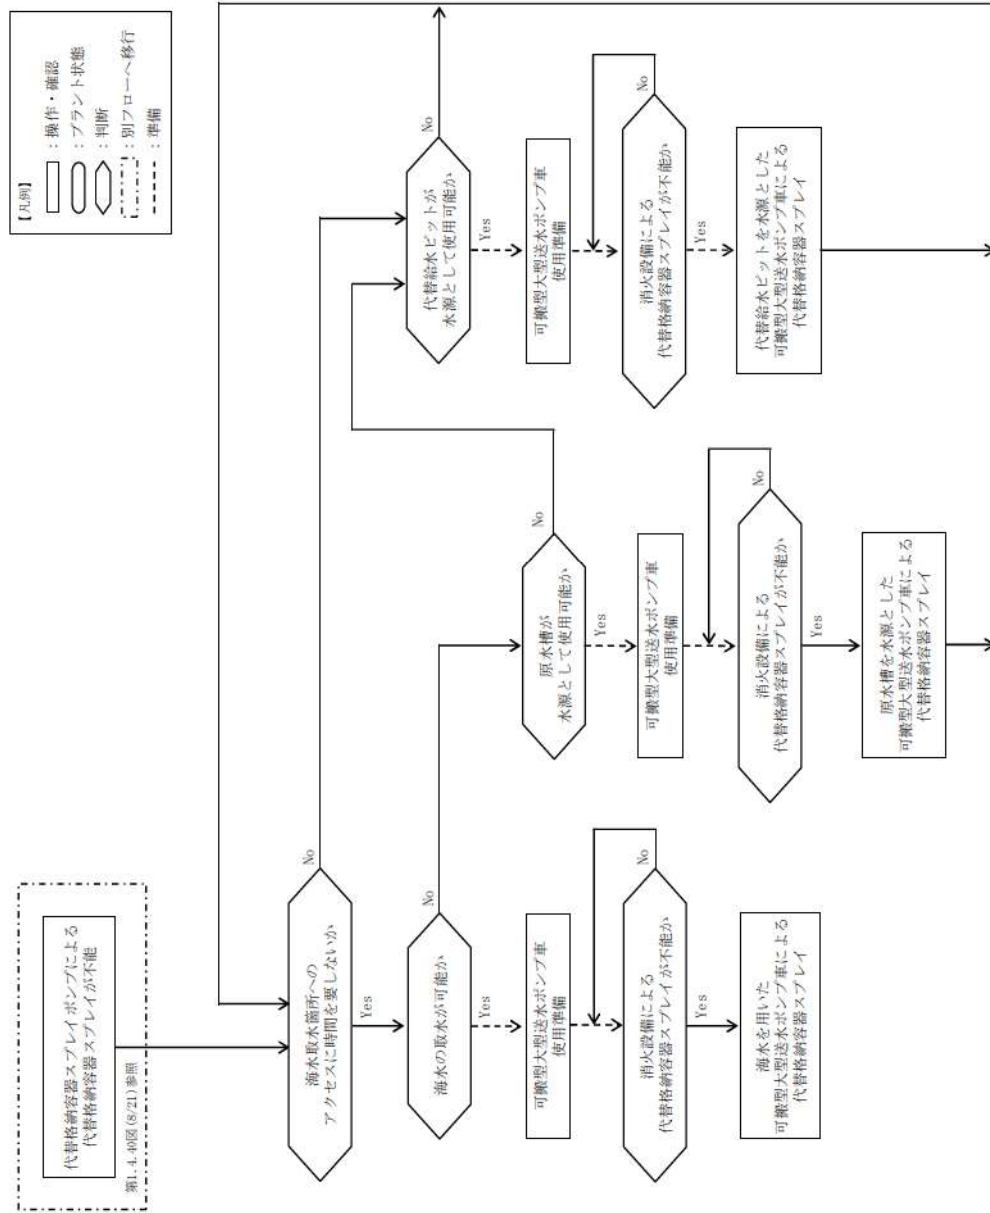 【凡例】
：操作・確認
：プラント状態
：判断
：別フローへ移行
：準備
代替格納容器スプレイポンプによる
代替格納容器スプレイが不能
第1.4.40図(8/21)参照
海水取水箇所への
アクセスに時間を要しないか
No
Yes
海水の取水が可能か
No
Yes
可搬型大型送水ポンプ車
使用準備
消火設備による
代替格納容器スプレイが不能か
No
Yes
海水を用いた
可搬型大型送水ポンプ車による
代替格納容器スプレイ
原水槽が
水源として使用可能か
No
Yes
可搬型大型送水ポンプ車
使用準備
消火設備による
代替格納容器スプレイが不能か
No
Yes
原水槽を水源とした
可搬型大型送水ポンプ車による
代替格納容器スプレイ
代替給水ピットが
水源として使用可能か
No
Yes
可搬型大型送水ポンプ車
使用準備
消火設備による
代替格納容器スプレイが不能か
No
Yes
代替給水ピットを水源とした
可搬型大型送水ポンプ車による
代替格納容器スプレイ